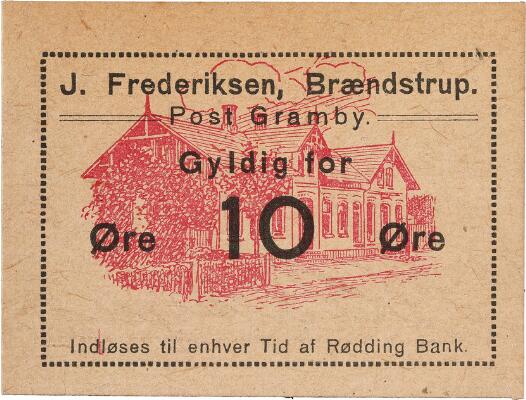 J. Frederiksen, Brændstrup.
Post Gramby.
Gyldig for
Øre 10 Øre
Indløses til enhver Tid af Rødding Bank.